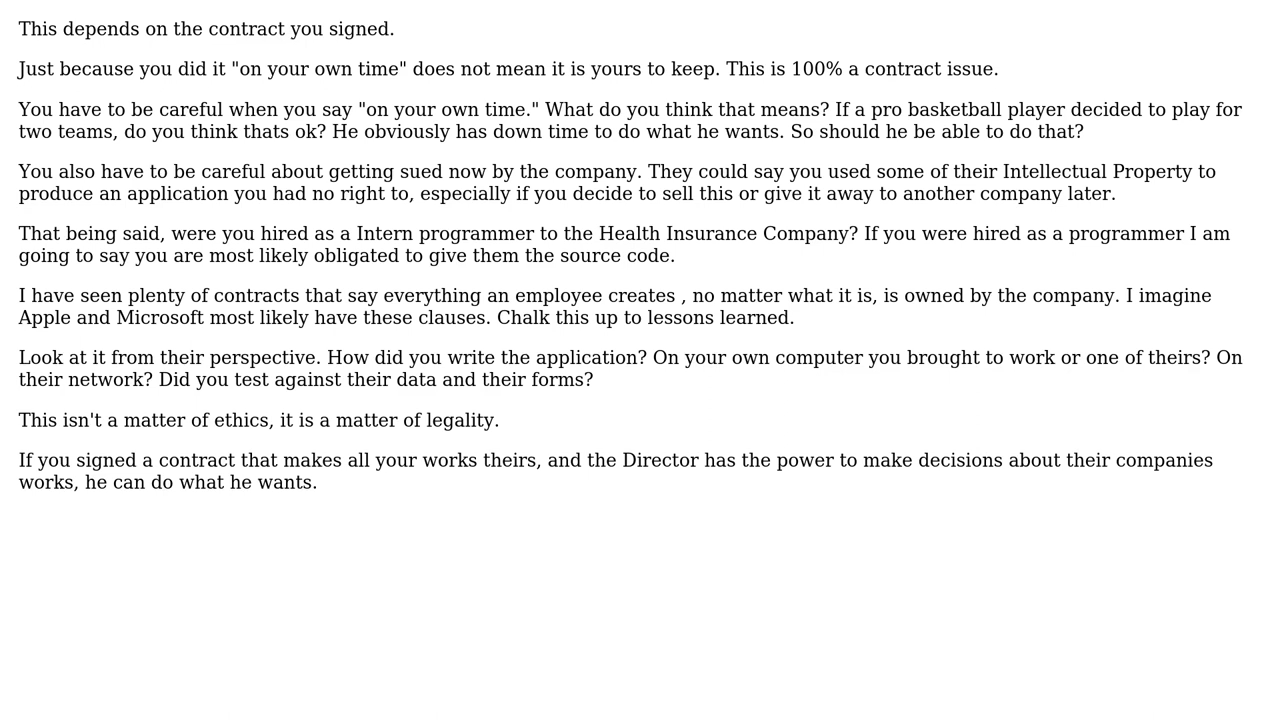 This depends on the contract you signed.
Just because you did it "on your own time" does not mean it is yours to keep. This is 100% a contract issue.
You have to be careful when you say "on your own time." What do you think that means? If a pro basketball player decided to play for
two teams, do you think thats ok? He obviously has down time to do what he wants. So should he be able to do that?
You also have to be careful about getting sued now by the company. They could say you used some of their Intellectual Property to
produce an application you had no right to, especially if you decide to sell this or give it away to another company later.
That being said, were you hired as a Intern programmer to the Health Insurance Company? If you were hired as a programmer I am
going to say you are most likely obligated to give them the source code.
I have seen plenty of contracts that say everything an employee creates , no matter what it is, is owned by the company. I imagine
Apple and Microsoft most likely have these clauses. Chalk this up to lessons learned.
Look at it from their perspective. How did you write the application? On your own computer you brought to work or one of theirs? On
their network? Did you test against their data and their forms?
This isn't a matter of ethics, it is a matter of legality.
If you signed a contract that makes all your works theirs, and the Director has the power to make decisions about their companies
works, he can do what he wants.